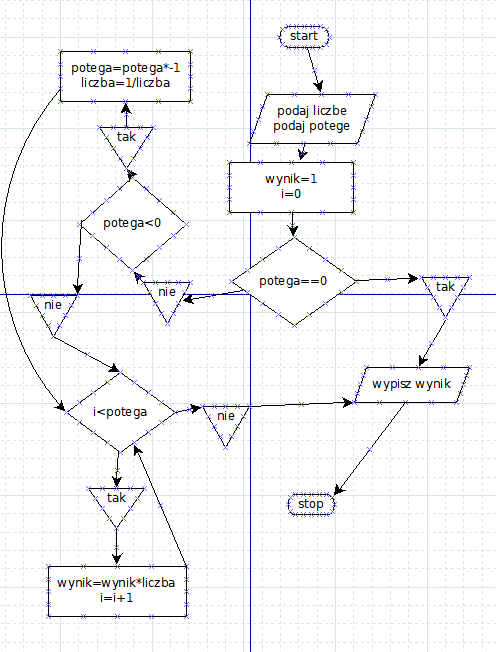 start
podaj liczbe
podaj potege
wynik=1
i=0
potega==0
tak
nie
potega<0
tak
potega=potega*-1
liczba=1/liczba
nie
i<potega
nie
tak
wynik=wynik*liczba
i=i+1
wypisz wynik
stop